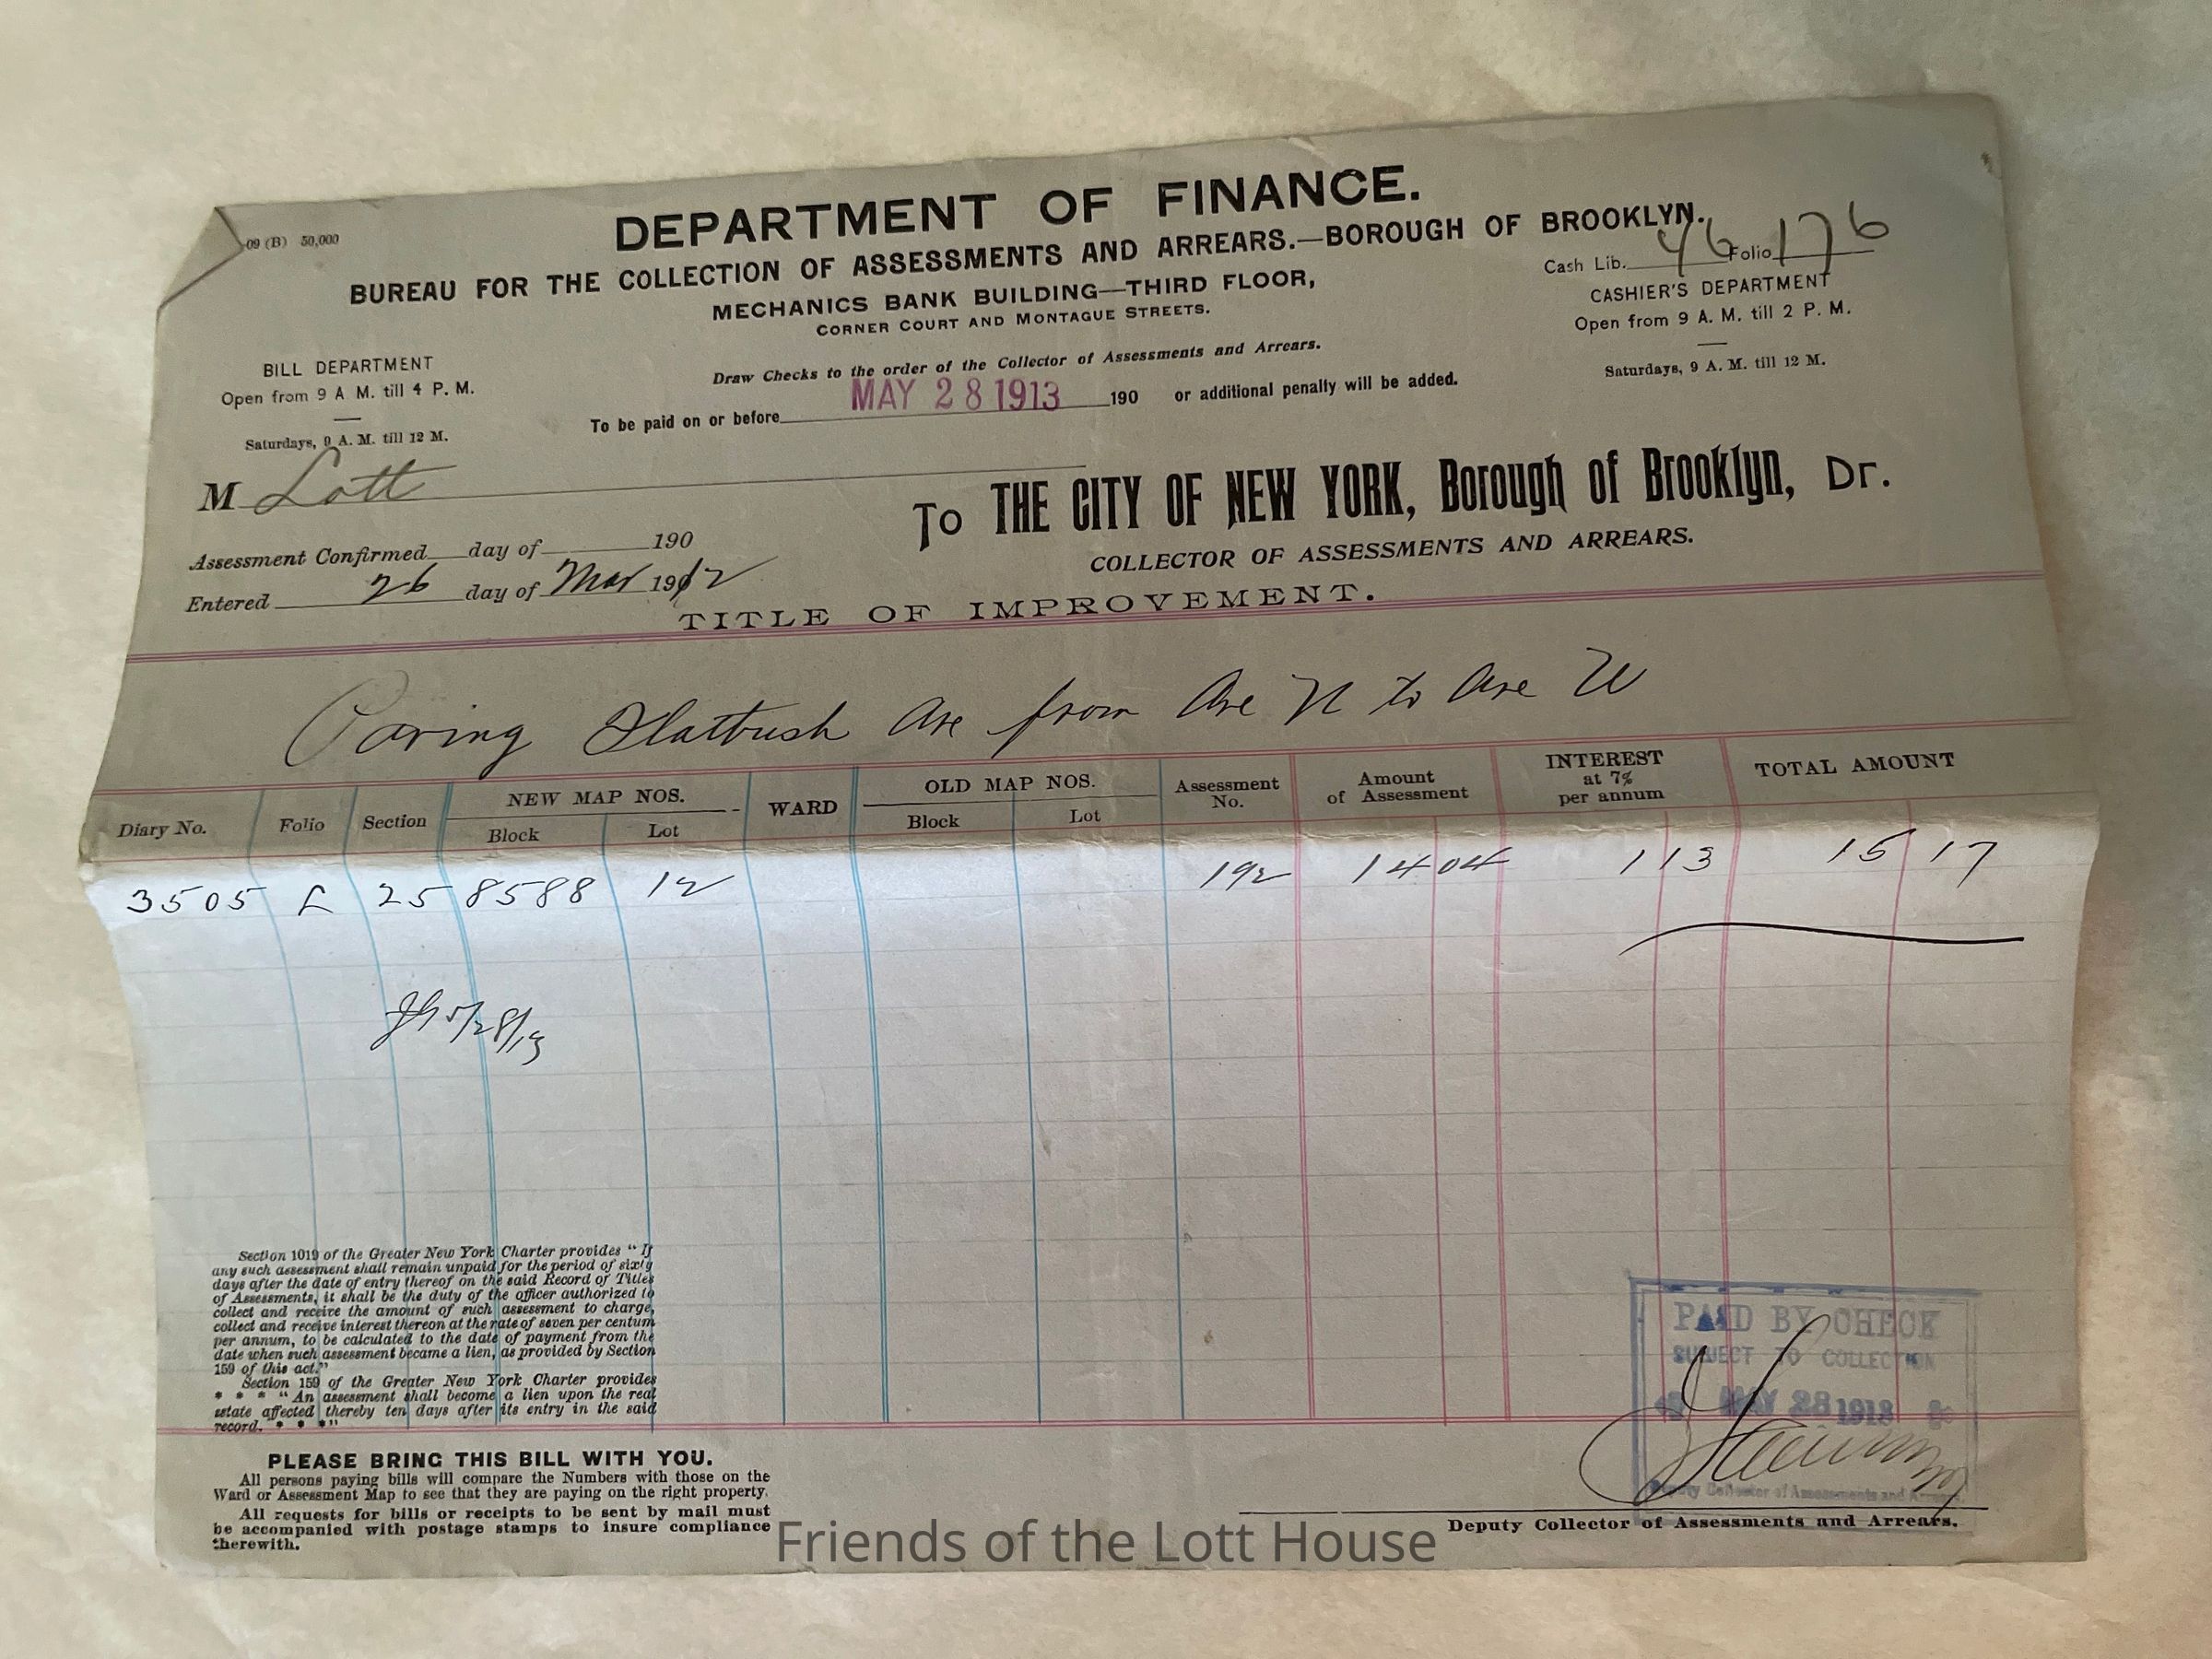 09 (B) 50,000
DEPARTMENT OF FINANCE.
BUREAU FOR THE COLLECTION OF ASSESSMENTS AND ARREARS.—BOROUGH OF BROOKLYN.
MECHANICS BANK BUILDING—THIRD FLOOR,
CORNER COURT AND MONTAGUE STREETS.
Cash Lib. 46 Folio 176
CASHIER'S DEPARTMENT
Open from 9 A. M. till 2 P. M.
Saturdays, 9 A. M. till 12 M.
BILL DEPARTMENT
Open from 9 A M. till 4 P. M.
Saturdays, 9 A. M. till 12 M.
Draw Checks to the order of the Collector of Assessments and Arrears.
To be paid on or before MAY 28 1913 190 or additional penalty will be added.
M Lott
To THE CITY OF NEW YORK, Borough of Brooklyn, Dr.
COLLECTOR OF ASSESSMENTS AND ARREARS.
Assessment Confirmed day of 190
Entered 26 day of Mar 1912
TITLE OF IMPROVEMENT.
Paving Flatbush Ave from Ave N to Ave U
Diary No. Folio Section NEW MAP NOS. Block Lot WARD OLD MAP NOS. Block Lot Assessment No. Amount of Assessment INTEREST at 7% per annum TOTAL AMOUNT
3505 L 25 8588 12 192 14 04 1 13 15 17
5/28/13
Section 1019 of the Greater New York Charter provides "If
any such assessment shall remain unpaid for the period of sixty
days after the date of entry thereof on the said Record of Titles
of Assessments, it shall be the duty of the officer authorized to
collect and receive the amount of such assessment to charge,
collect and receive interest thereon at the rate of seven per centum
per annum, to be calculated to the date of payment from the
date when such assessment became a lien, as provided by Section
159 of this act."
Section 159 of the Greater New York Charter provides
* * * "An assessment shall become a lien upon the real
estate affected thereby ten days after its entry in the said
record. * * *"
PLEASE BRING THIS BILL WITH YOU.
All persons paying bills will compare the Numbers with those on the
Ward or Assessment Map to see that they are paying on the right property.
All requests for bills or receipts to be sent by mail must
be accompanied with postage stamps to insure compliance
therewith.
PAID BY CHECK
SUBJECT TO COLLECTION
MAY 28 1913
Deputy Collector of Assessments and Arrears.
Deputy Collector of Assessments and Arrears.
Friends of the Lott House